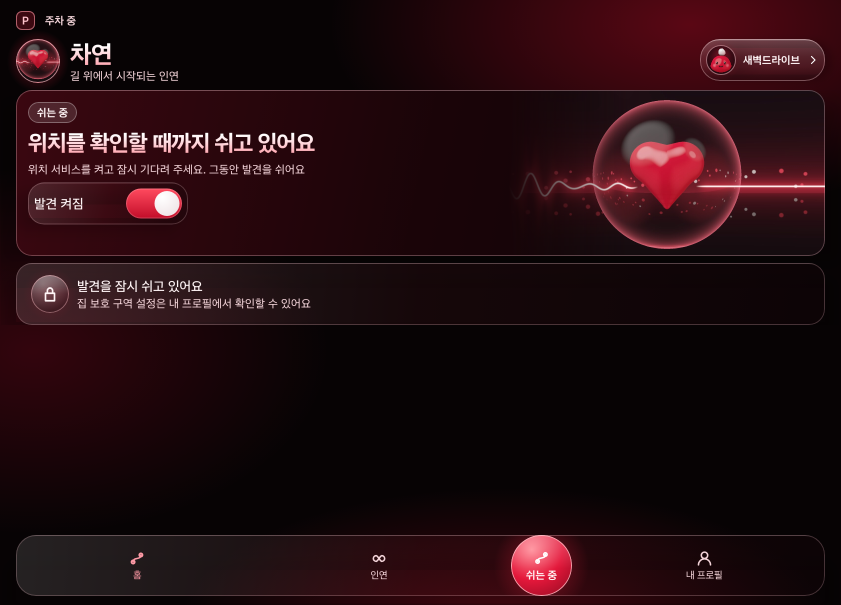 P 주차 중
차연
길 위에서 시작되는 인연
새벽드라이브
쉬는 중
위치를 확인할 때까지 쉬고 있어요
위치 서비스를 켜고 잠시 기다려 주세요. 그동안 발견을 쉬어요
발견 켜짐
발견을 잠시 쉬고 있어요
집 보호 구역 설정은 내 프로필에서 확인할 수 있어요
홈
인연
쉬는 중
내 프로필